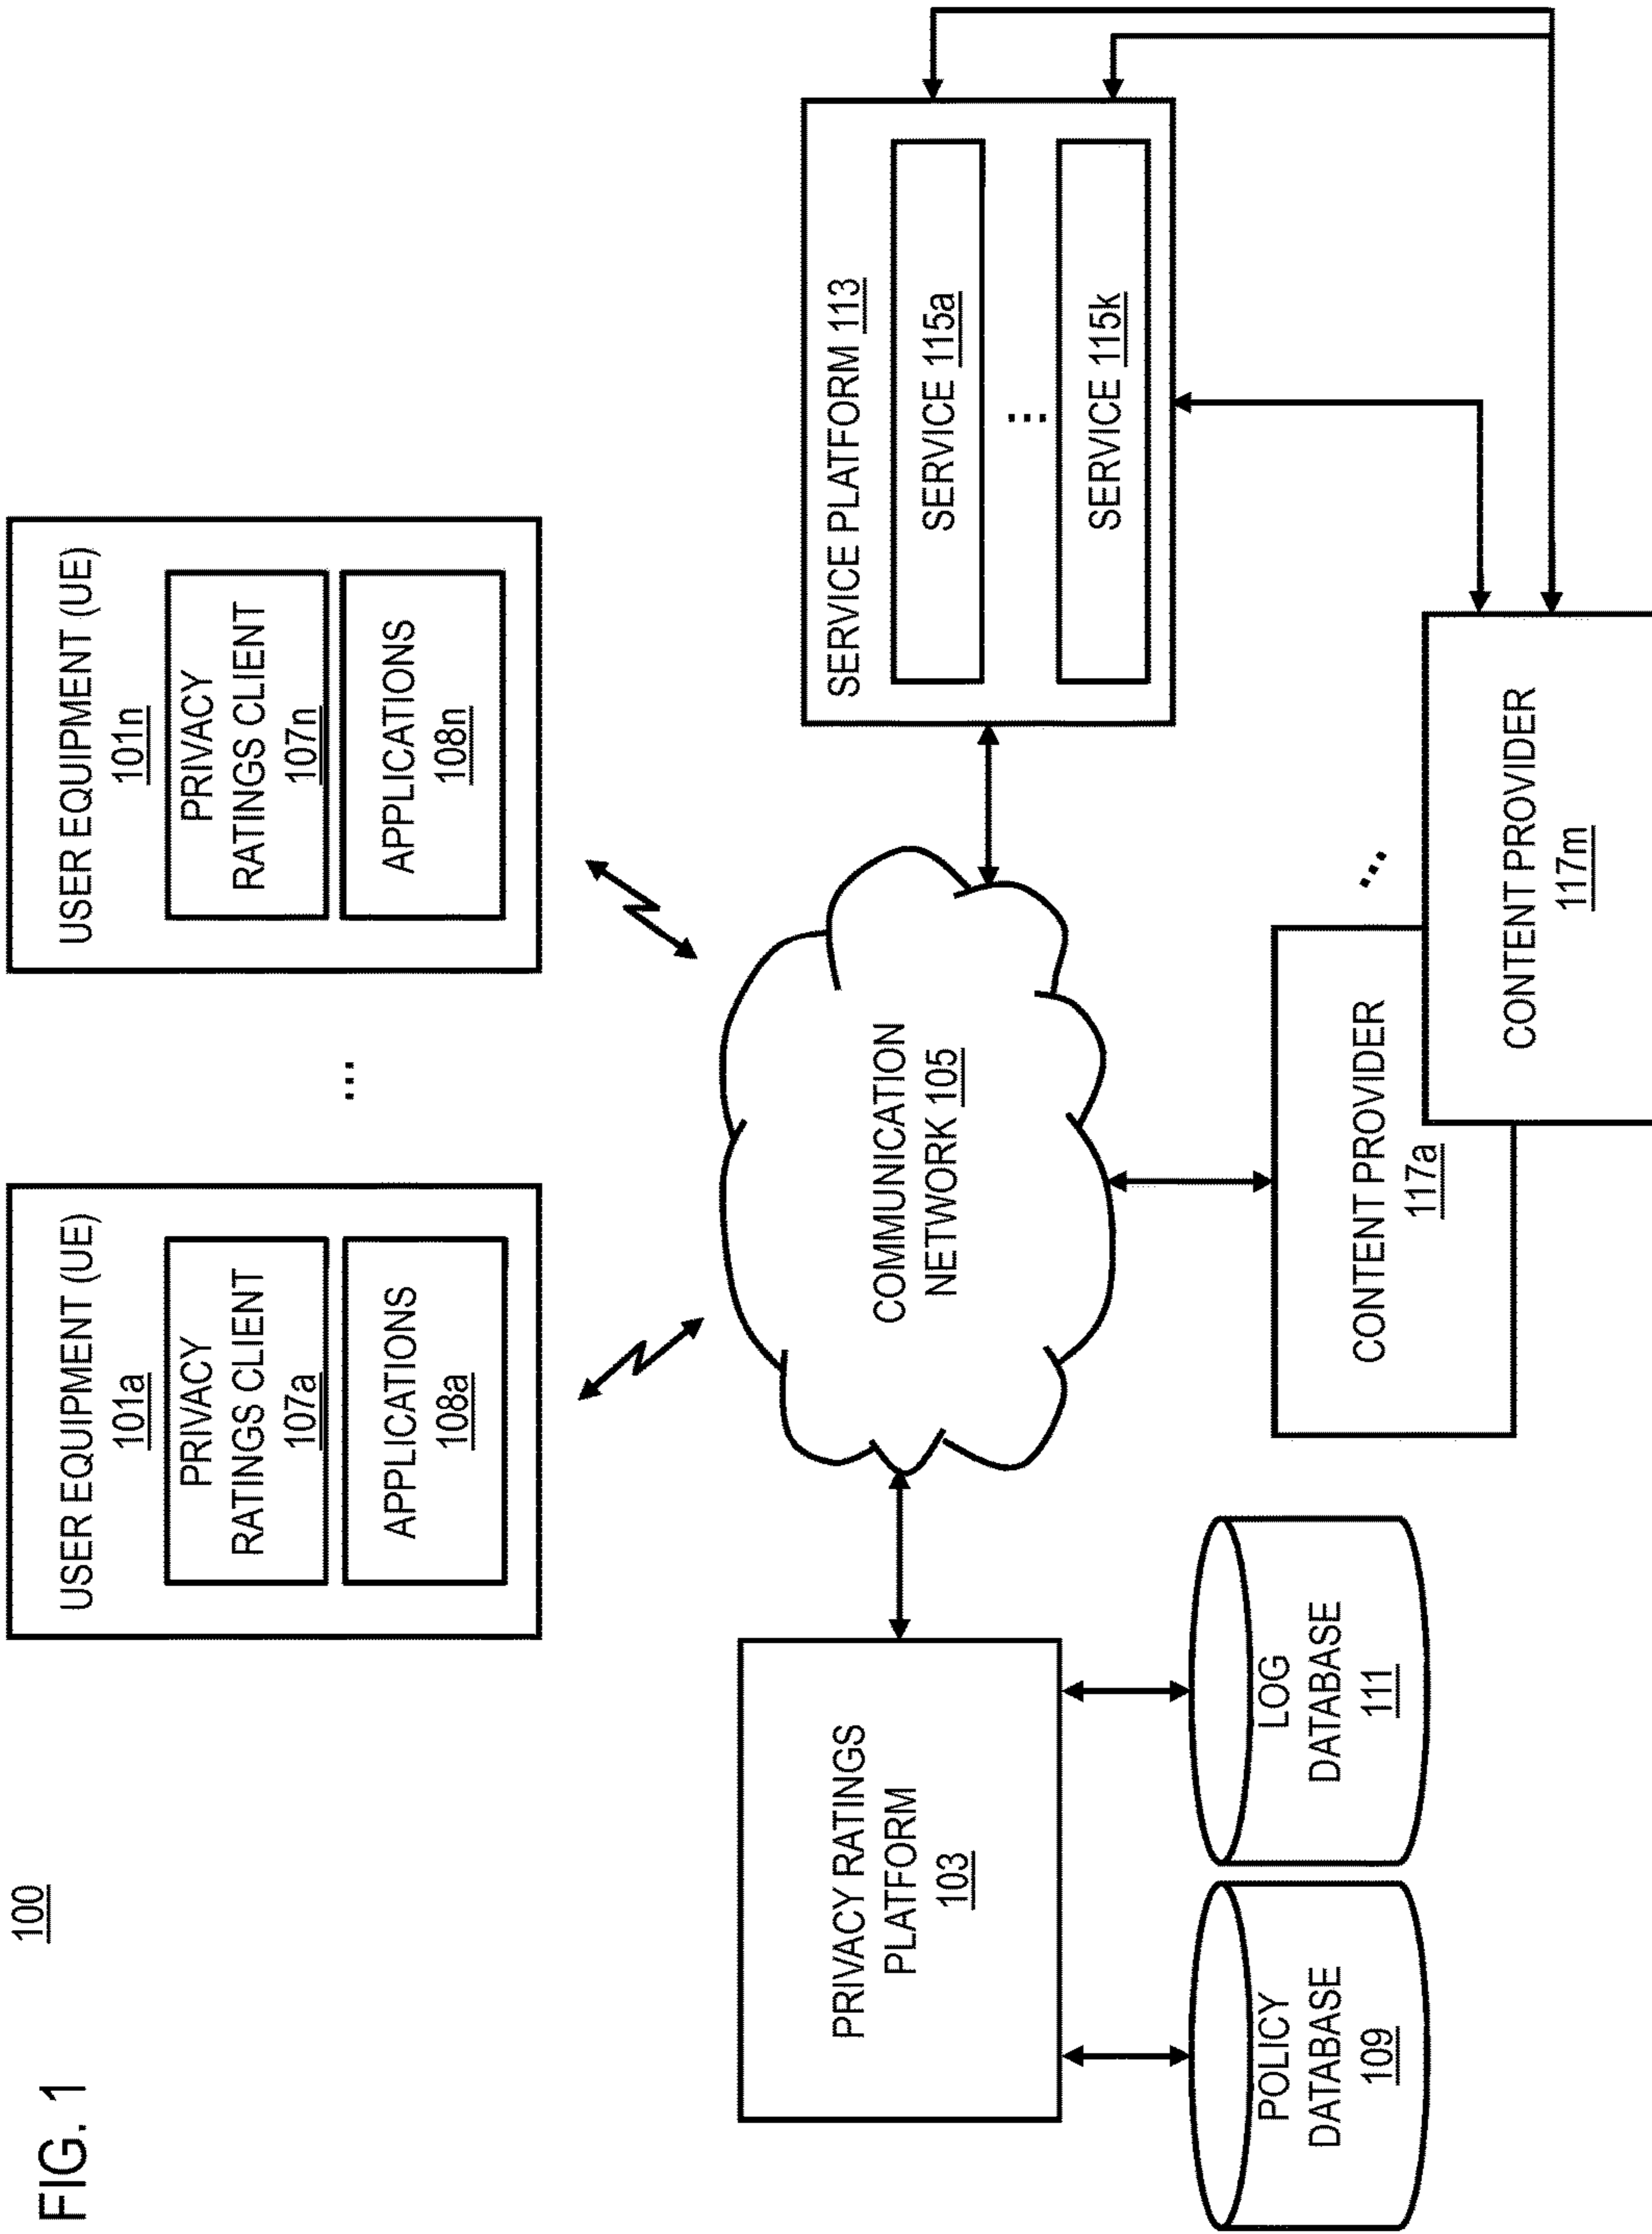 FIG. 1
100
USER EQUIPMENT (UE)
101a
PRIVACY
RATINGS CLIENT
107a
APPLICATIONS
108a
...
USER EQUIPMENT (UE)
101n
PRIVACY
RATINGS CLIENT
107n
APPLICATIONS
108n
COMMUNICATION
NETWORK 105
PRIVACY RATINGS
PLATFORM
103
POLICY
DATABASE
109
LOG
DATABASE
111
SERVICE PLATFORM 113
SERVICE 115a
...
SERVICE 115k
CONTENT PROVIDER
117a
...
CONTENT PROVIDER
117m